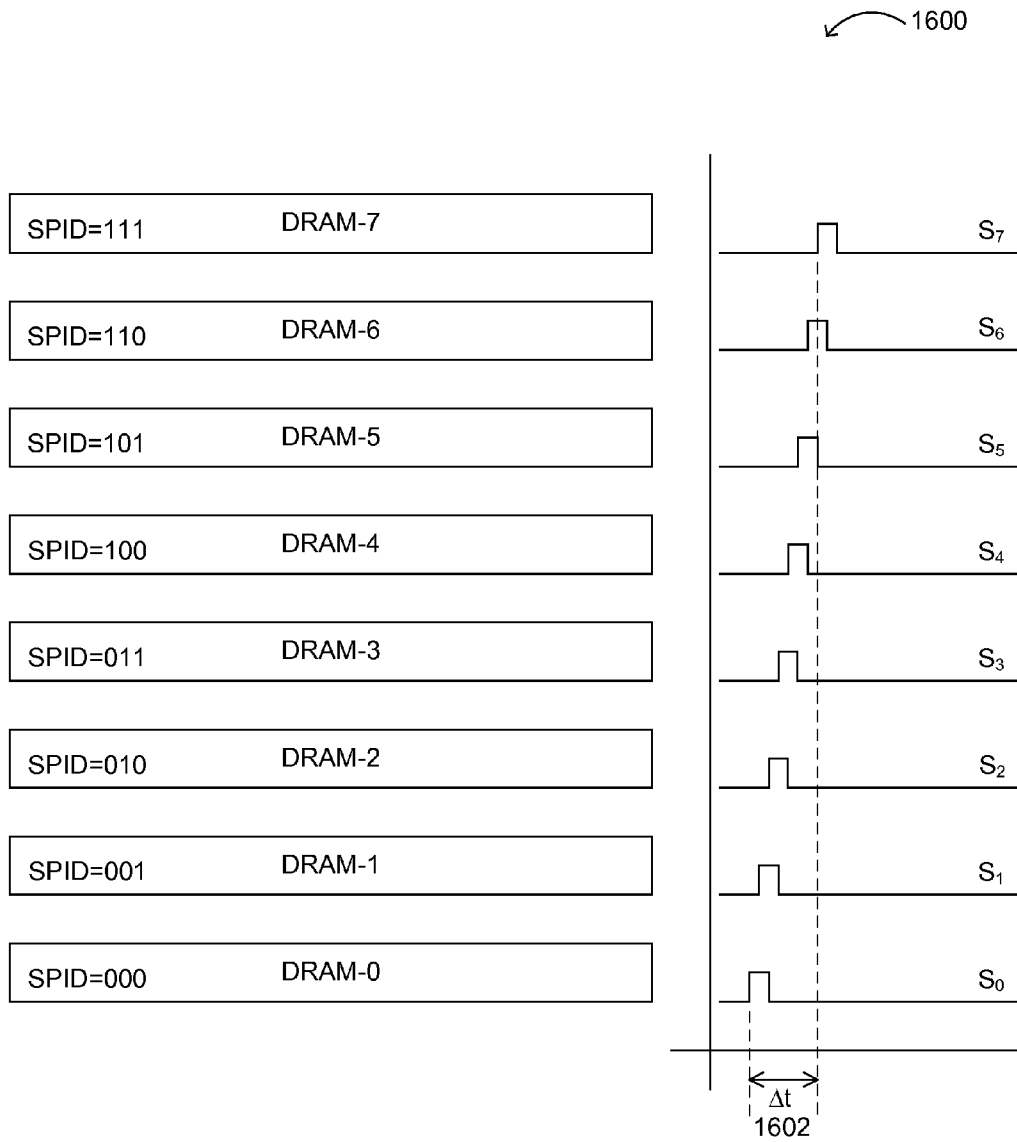 1600
SPID=111 DRAM-7 S₇
SPID=110 DRAM-6 S₆
SPID=101 DRAM-5 S₅
SPID=100 DRAM-4 S₄
SPID=011 DRAM-3 S₃
SPID=010 DRAM-2 S₂
SPID=001 DRAM-1 S₁
SPID=000 DRAM-0 S₀
Δt
1602